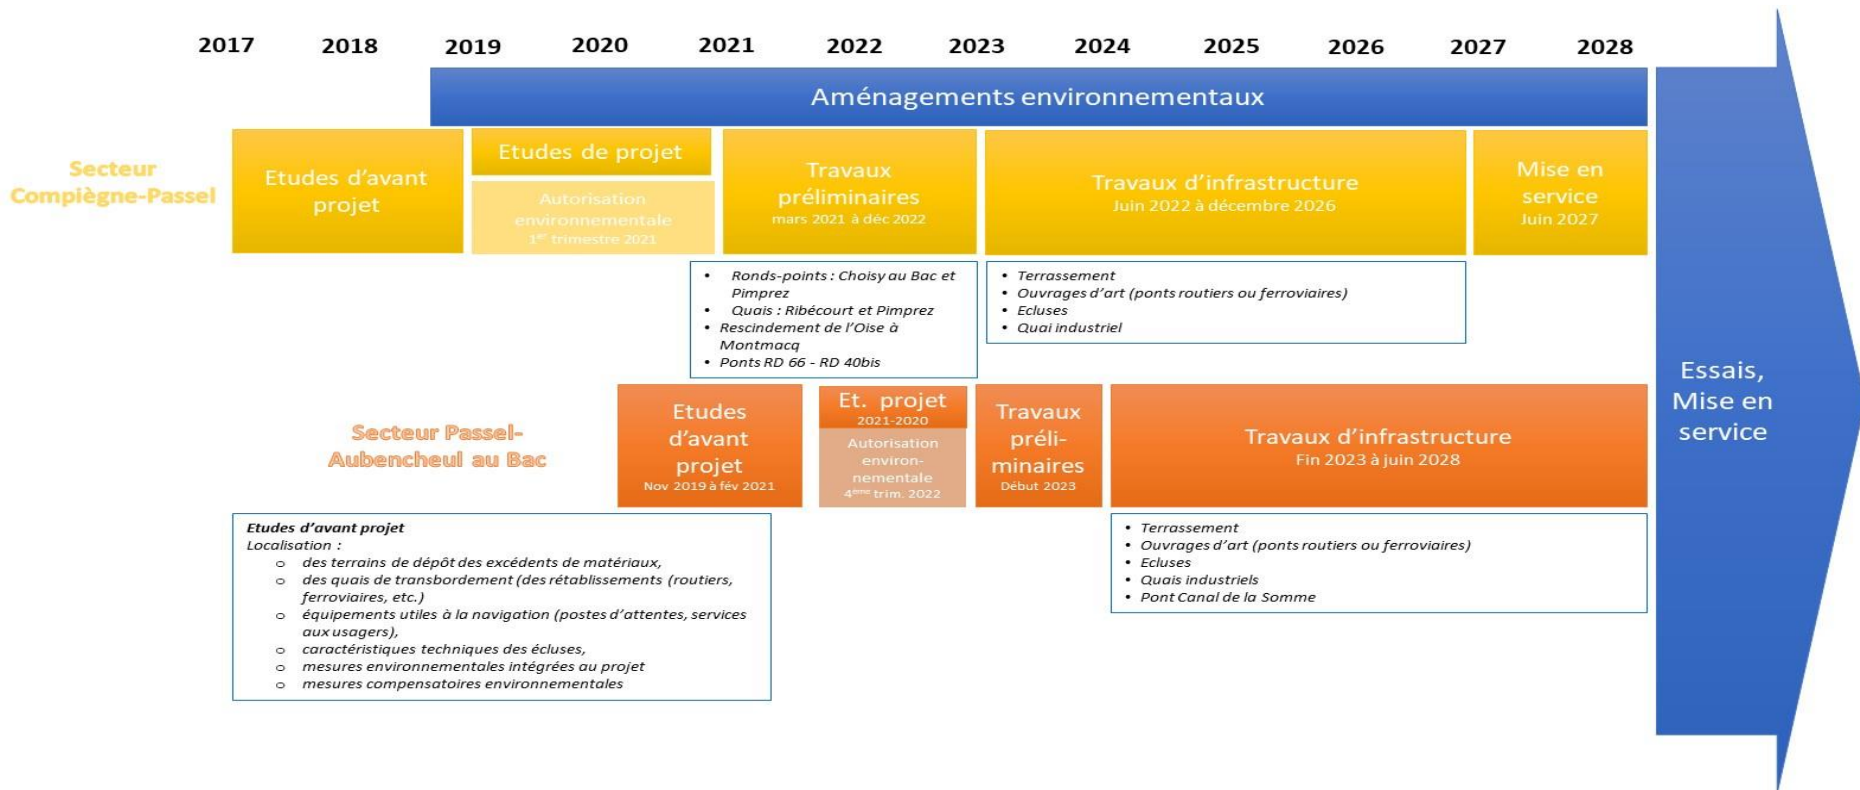 2017 2018 2019 2020 2021 2022 2023 2024 2025 2026 2027 2028
Aménagements environnementaux
Secteur
Compiègne-Passel
Etudes d'avant
projet
Etudes de projet
Autorisation
environnementale
1er trimestre 2021
Travaux
préliminaires
mars 2021 à déc 2022
Travaux d'infrastructure
Juin 2022 à décembre 2026
Mise en
service
Juin 2027
• Ronds-points : Choisy au Bac et
Pimprez
• Quais : Ribécourt et Pimprez
• Rescindement de l'Oise à
Montmacq
• Ponts RD 66 - RD 40bis
• Terrassement
• Ouvrages d'art (ponts routiers ou ferroviaires)
• Ecluses
• Quai industriel
Secteur Passel-
Aubencheul au Bac
Etudes
d'avant
projet
Nov 2019 à fév 2021
Et. projet
2021-2020
Autorisation
environ-
nementale
4ème trim. 2022
Travaux
préli-
minaires
Début 2023
Travaux d'infrastructure
Fin 2023 à juin 2028
Essais,
Mise en
service
Etudes d'avant projet
Localisation :
o des terrains de dépôt des excédents de matériaux,
o des quais de transbordement (des rétablissements (routiers,
ferroviaires, etc.)
o équipements utiles à la navigation (postes d'attentes, services
aux usagers),
o caractéristiques techniques des écluses,
o mesures environnementales intégrées au projet
o mesures compensatoires environnementales
• Terrassement
• Ouvrages d'art (ponts routiers ou ferroviaires)
• Ecluses
• Quais industriels
• Pont Canal de la Somme